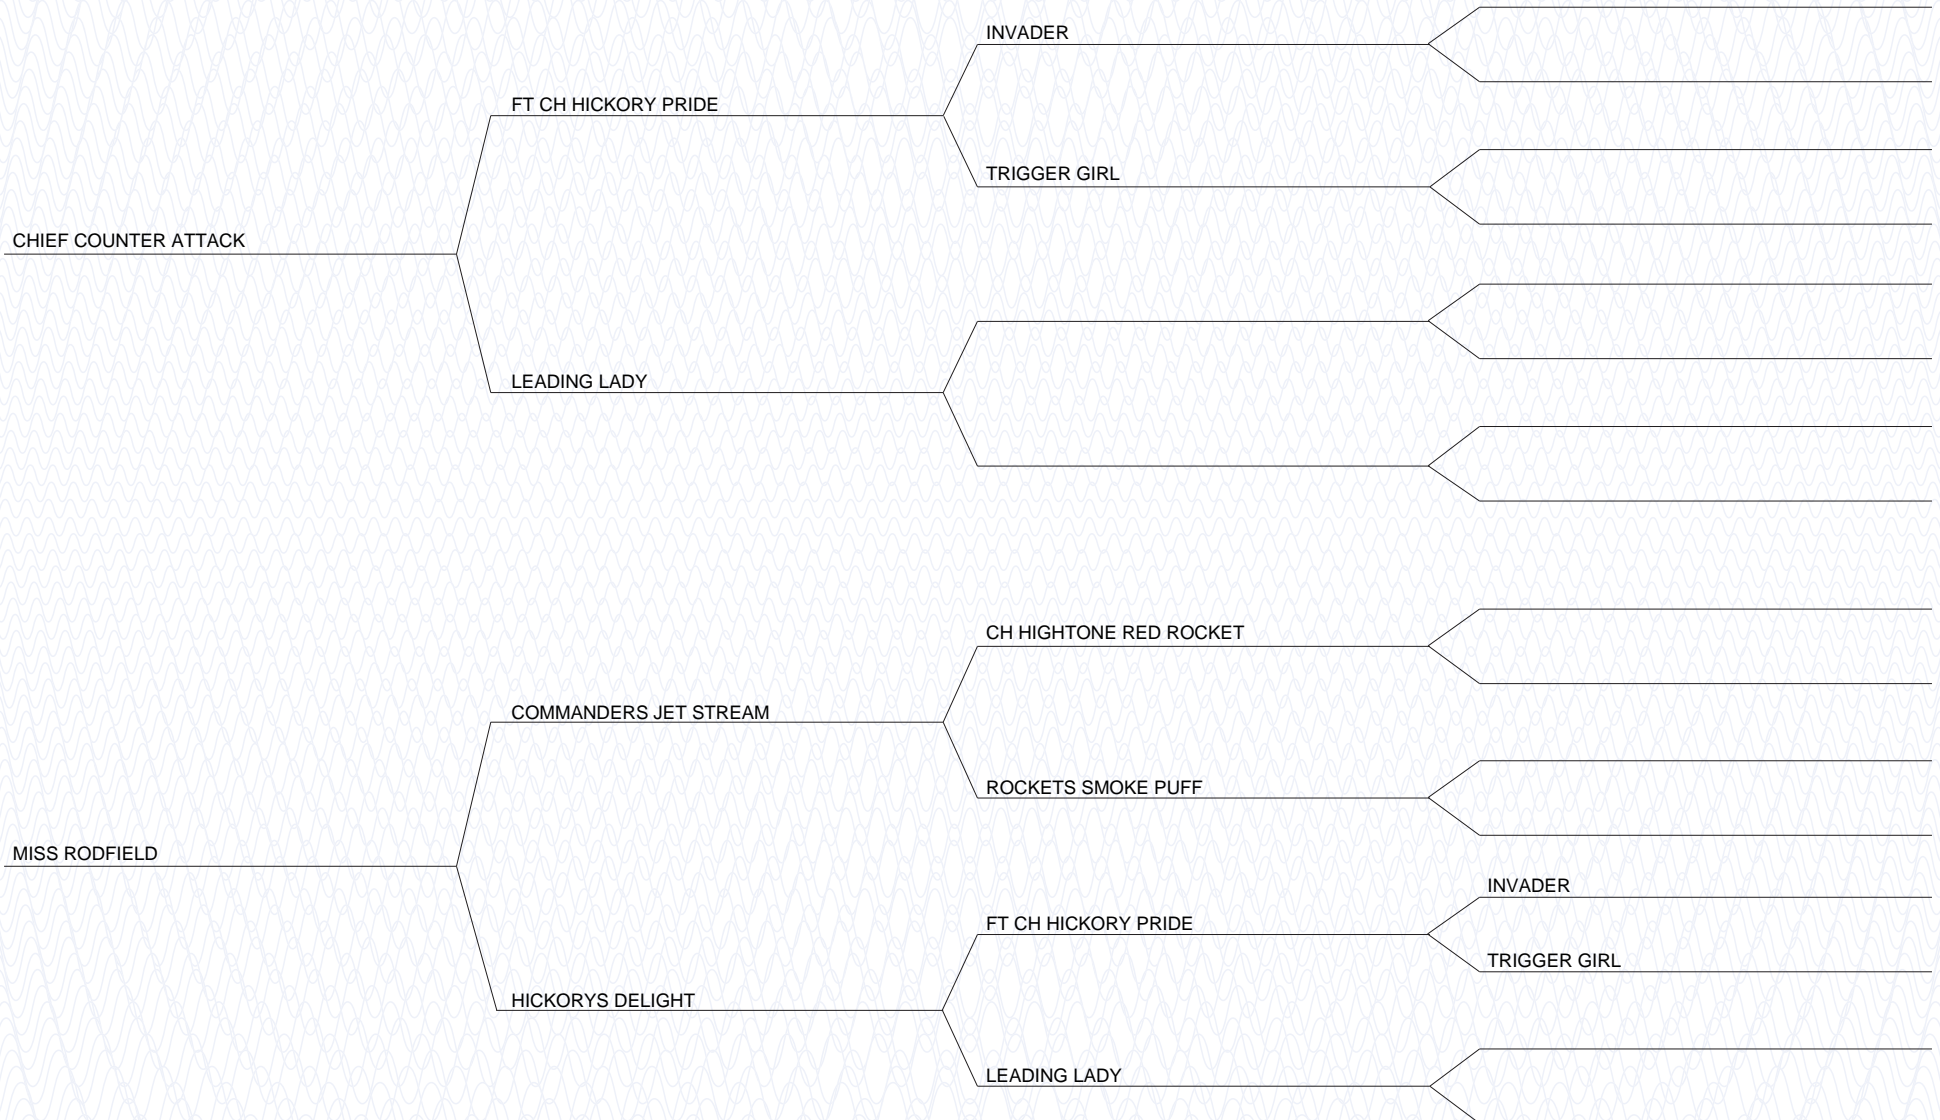 INVADER
FT CH HICKORY PRIDE
TRIGGER GIRL
CHIEF COUNTER ATTACK
LEADING LADY
CH HIGHTONE RED ROCKET
COMMANDERS JET STREAM
ROCKETS SMOKE PUFF
MISS RODFIELD
INVADER
FT CH HICKORY PRIDE
TRIGGER GIRL
HICKORYS DELIGHT
LEADING LADY